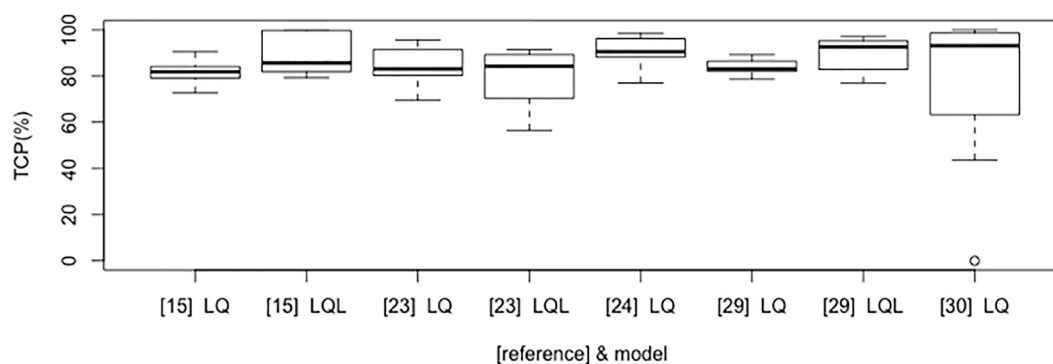 100
80
60
40
20
0
TCP(%)
[15] LQ [15] LQL [23] LQ [23] LQL [24] LQ [29] LQ [29] LQL [30] LQ
[reference] & model